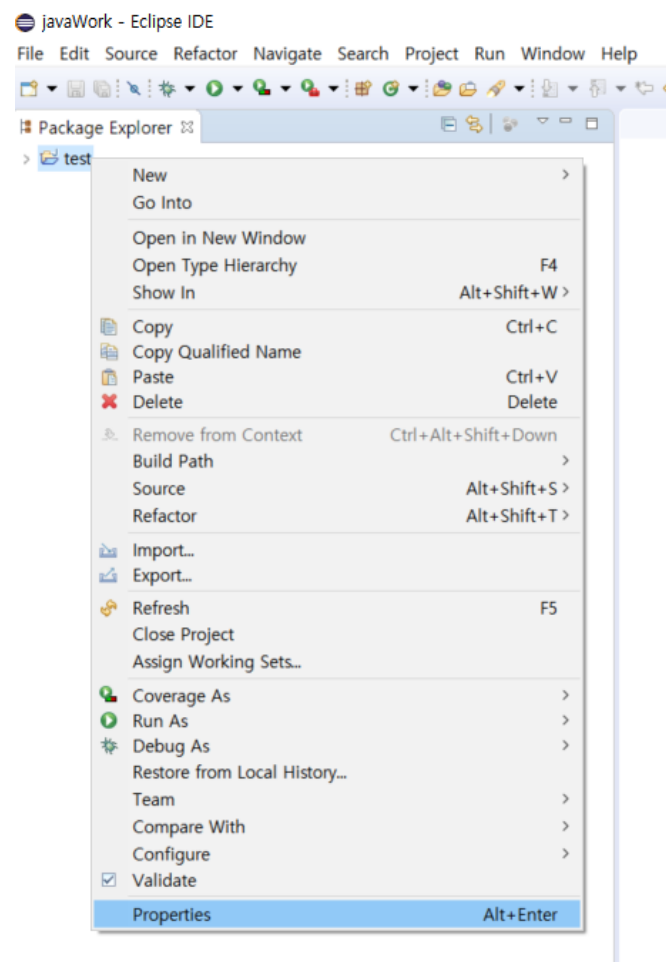 javaWork - Eclipse IDE
File Edit Source Refactor Navigate Search Project Run Window Help
Package Explorer
test
New
Go Into
Open in New Window
Open Type Hierarchy F4
Show In Alt+Shift+W
Copy Ctrl+C
Copy Qualified Name
Paste Ctrl+V
Delete Delete
Remove from Context Ctrl+Alt+Shift+Down
Build Path
Source Alt+Shift+S
Refactor Alt+Shift+T
Import...
Export...
Refresh F5
Close Project
Assign Working Sets...
Coverage As
Run As
Debug As
Restore from Local History...
Team
Compare With
Configure
Validate
Properties Alt+Enter